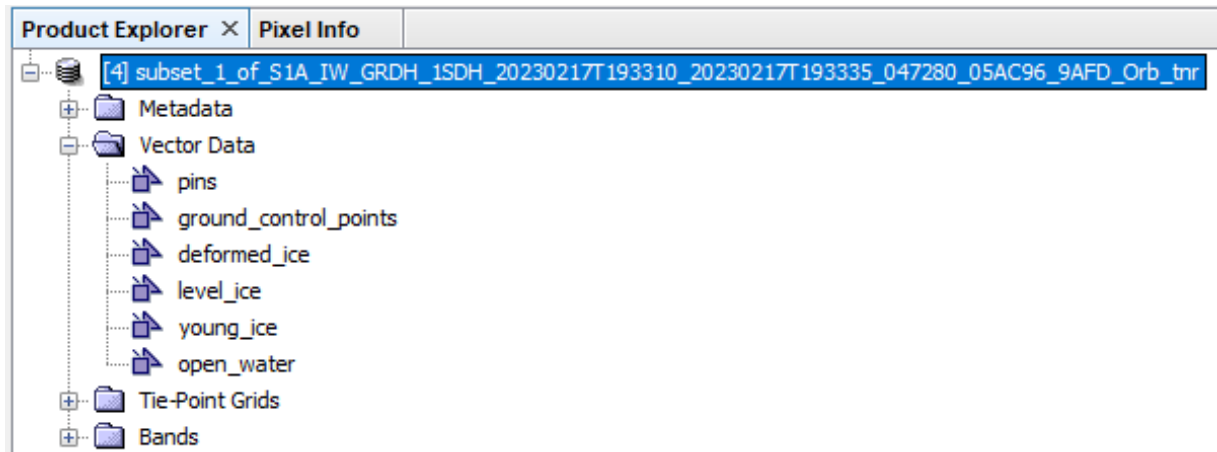 Product Explorer × Pixel Info
[4] subset_1_of_S1A_IW_GRDH_1SDH_20230217T193310_20230217T193335_047280_05AC96_9AFD_Orb_tnr
Metadata
Vector Data
pins
ground_control_points
deformed_ice
level_ice
young_ice
open_water
Tie-Point Grids
Bands